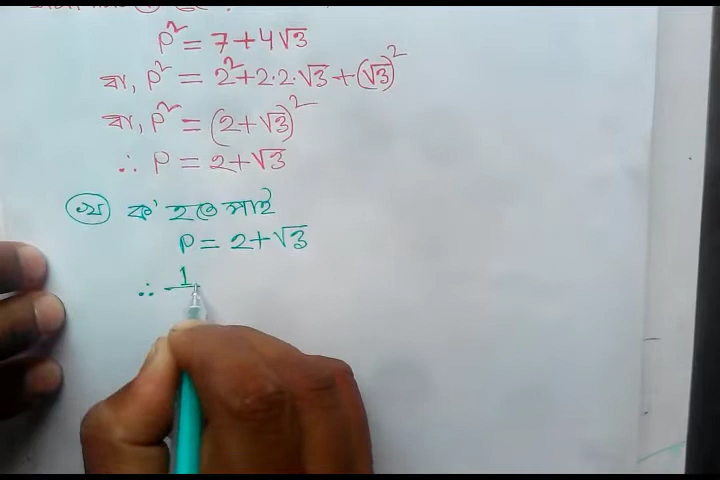 P² = 7 + 4√3
বা, P² = 2² + 2·2·√3 + (√3)²
বা, P² = (2 + √3)²
∴ P = 2 + √3
খ ক' হতে পাই
P = 2 + √3
∴ 1